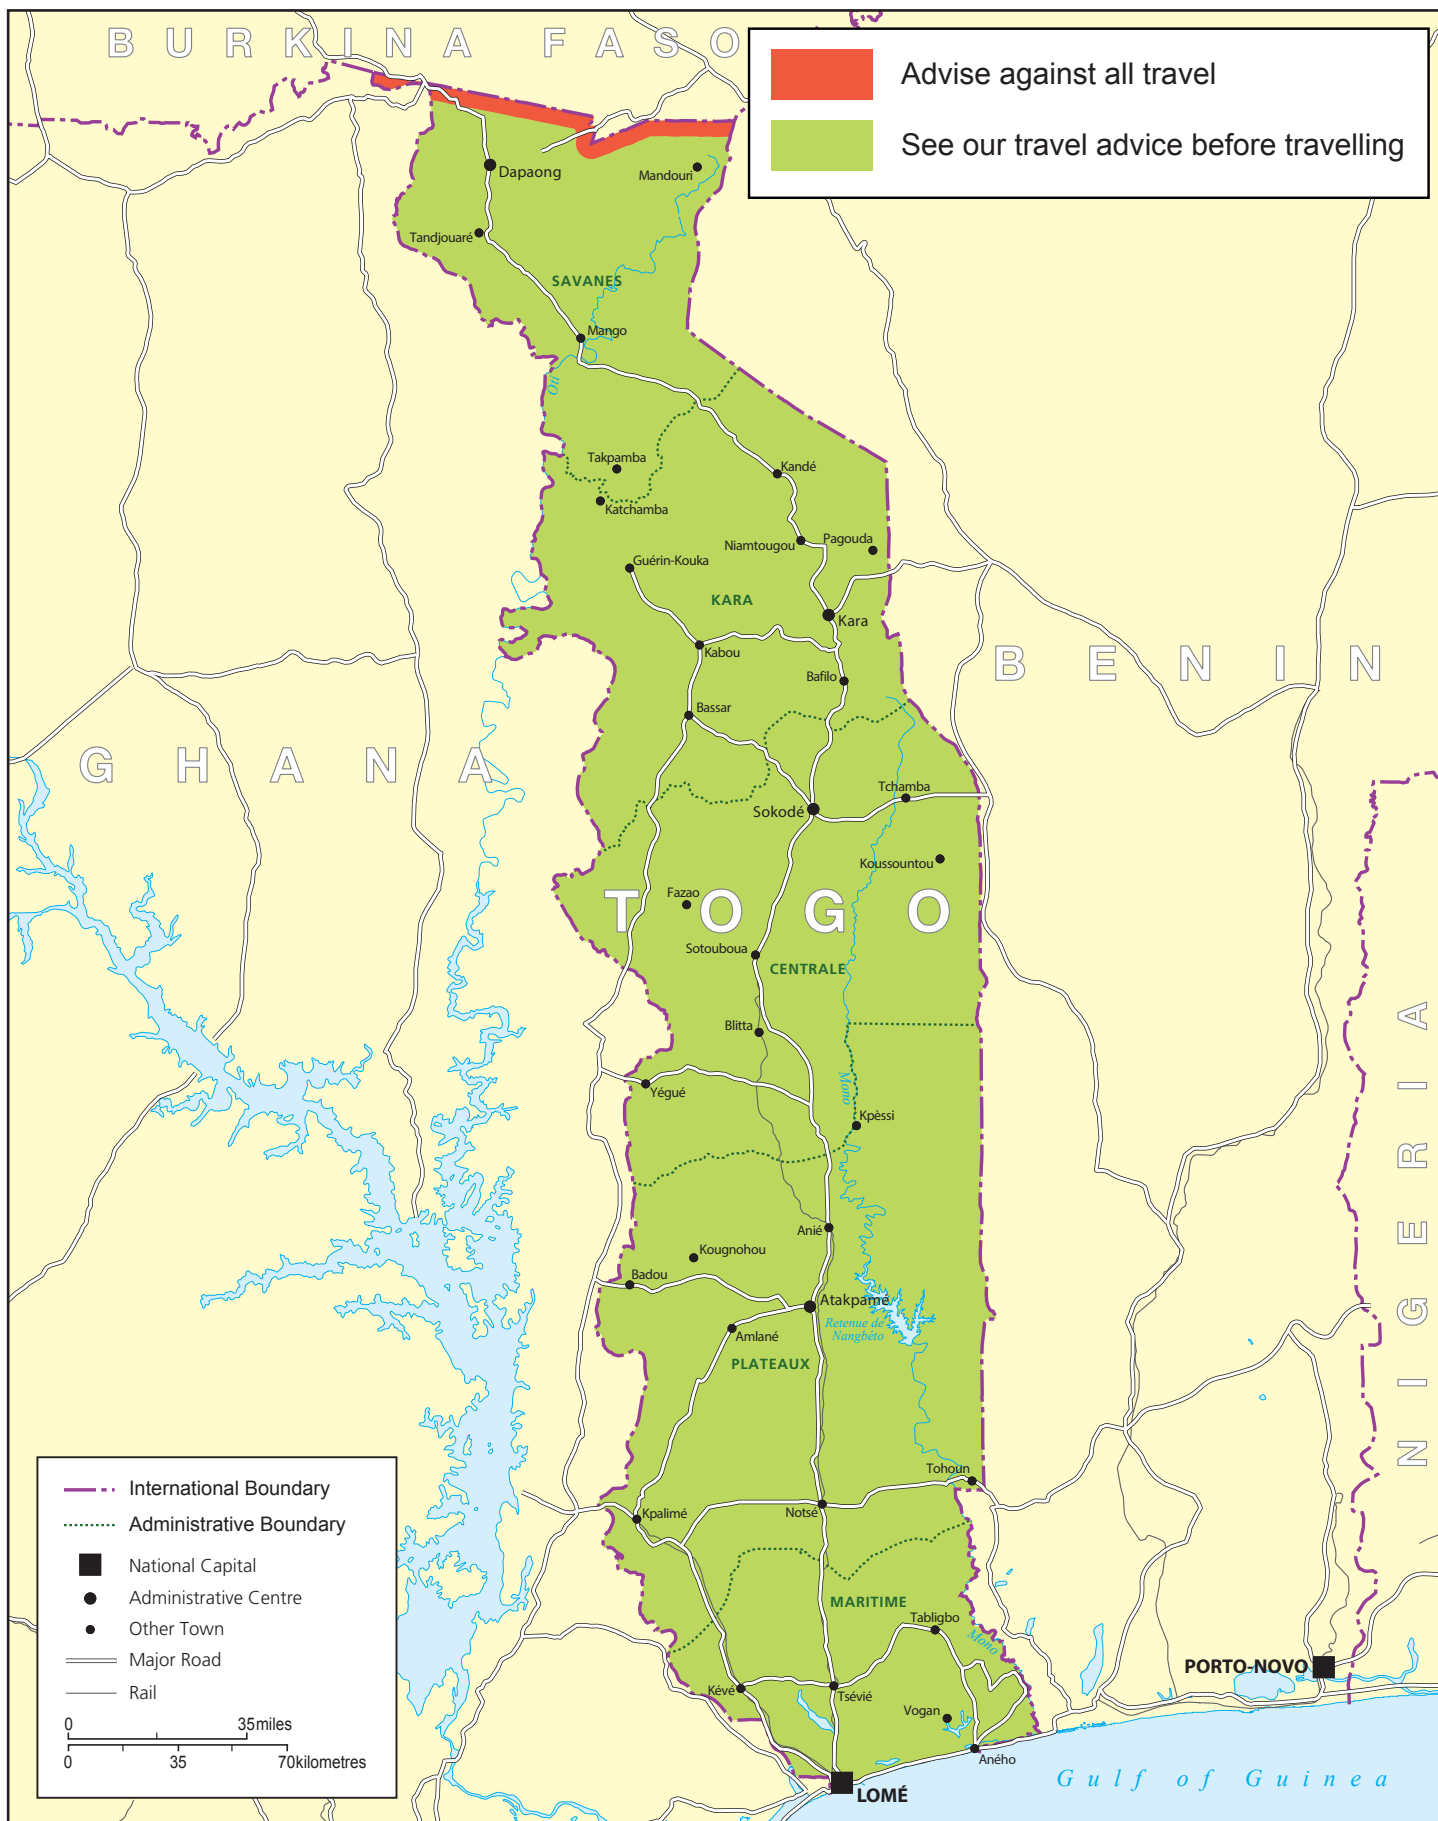 BURKINA FASO
Advise against all travel
See our travel advice before travelling
Dapaong
Mandouri
Tandjouaré
SAVANES
Mango
Oti
Takpamba
Kandé
Katchamba
Niamtougou
Pagouda
Guérin-Kouka
KARA
Kara
Kabou
BENIN
Bafilo
Bassar
GHANA
Tchamba
Sokodé
Koussountou
Fazao
TOGO
Sotouboua
CENTRALE
Blitta
NIGERIA
Yégué
Mono
Kpèssi
Anié
Kougnohou
Badou
Atakpamé
Retenue de
Nangbéto
Amlané
PLATEAUX
Tohoun
Kpalimé
Notsé
MARITIME
Tabligbo
Mono
PORTO-NOVO
Kévé
Tsévié
Vogan
Aného
Gulf of Guinea
LOMÉ
International Boundary
Administrative Boundary
National Capital
Administrative Centre
Other Town
Major Road
Rail
0 35miles
0 35 70kilometres